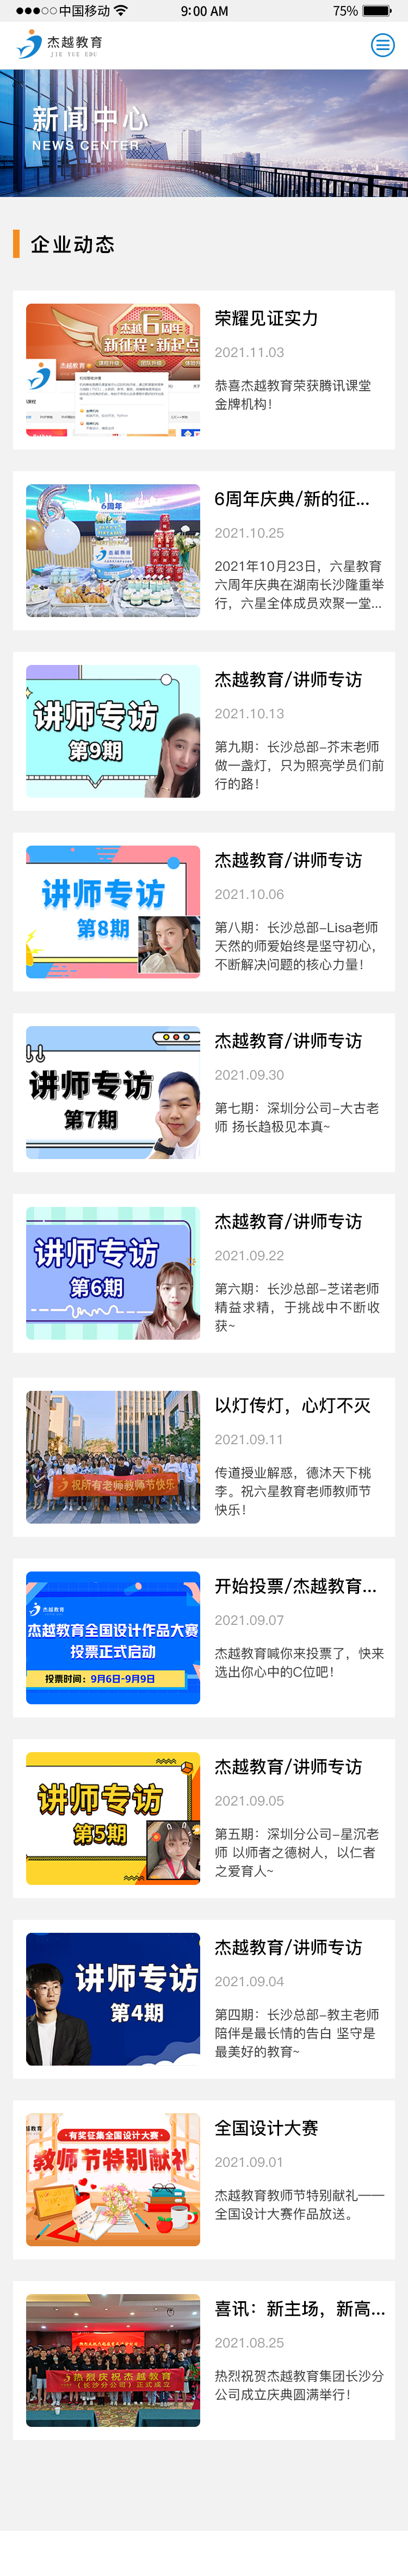 中国移动
9:00 AM
75%
杰越教育
JIE YUE EDU
新闻中心
NEWS CENTER
企业动态
杰越6周年
新征程·新起点
杰越教育
荣耀见证实力
2021.11.03
恭喜杰越教育荣获腾讯课堂
金牌机构！
6周年
杰越教育
6周年庆典/新的征...
2021.10.25
2021年10月23日，六星教育
六周年庆典在湖南长沙隆重举
行，六星全体成员欢聚一堂...
讲师专访
第9期
杰越教育/讲师专访
2021.10.13
第九期：长沙总部-芥末老师
做一盏灯，只为照亮学员们前
行的路！
讲师专访
第8期
杰越教育/讲师专访
2021.10.06
第八期：长沙总部-Lisa老师
天然的师爱始终是坚守初心，
不断解决问题的核心力量！
讲师专访
第7期
杰越教育/讲师专访
2021.09.30
第七期：深圳分公司-大古老
师 扬长趋极见本真~
讲师专访
第6期
杰越教育/讲师专访
2021.09.22
第六期：长沙总部-芝诺老师
精益求精，于挑战中不断收
获~
祝所有老师教师节快乐
以灯传灯，心灯不灭
2021.09.11
传道授业解惑，德沐天下桃
李。祝六星教育老师教师节
快乐！
杰越教育
杰越教育全国设计作品大赛
投票正式启动
投票时间：9月6日-9月9日
开始投票/杰越教育...
2021.09.07
杰越教育喊你来投票了，快来
选出你心中的C位吧！
讲师专访
第5期
杰越教育/讲师专访
2021.09.05
第五期：深圳分公司-星沉老
师 以师者之德树人，以仁者
之爱育人~
讲师专访
第4期
杰越教育/讲师专访
2021.09.04
第四期：长沙总部-教主老师
陪伴是最长情的告白 坚守是
最美好的教育~
有奖征集全国设计大赛
教师节特别献礼
全国设计大赛
2021.09.01
杰越教育教师节特别献礼——
全国设计大赛作品放送。
热烈庆祝杰越教育
（长沙分公司）正式成立
喜讯：新主场，新高...
2021.08.25
热烈祝贺杰越教育集团长沙分
公司成立庆典圆满举行！